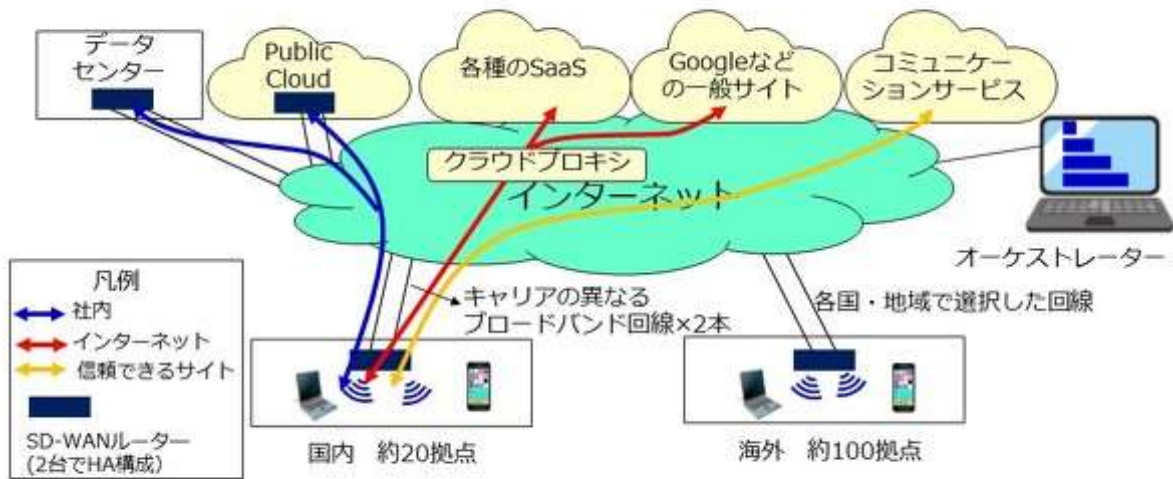 データ
センター
Public
Cloud
各種のSaaS
Googleなど
の一般サイト
コミュニケー
ションサービス
クラウドプロキシ
インターネット
オーケストレーター
凡例
社内
インターネット
信頼できるサイト
SD-WANルーター
(2台でHA構成)
キャリアの異なる
ブロードバンド回線×2本
各国・地域で選択した回線
国内 約20拠点
海外 約100拠点